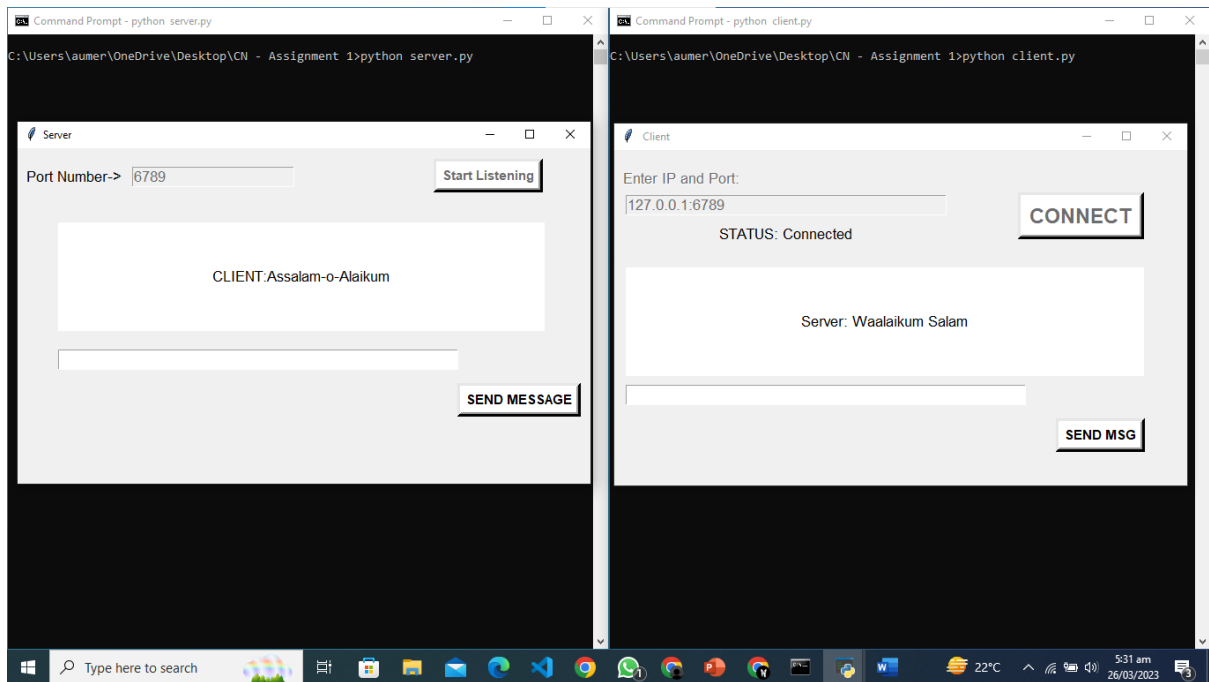 Command Prompt - python server.py
C:\Users\aumer\OneDrive\Desktop\CN - Assignment 1>python server.py
Server
Port Number-> 6789 Start Listening
CLIENT:Assalam-o-Alaikum
SEND MESSAGE
Command Prompt - python client.py
C:\Users\aumer\OneDrive\Desktop\CN - Assignment 1>python client.py
Client
Enter IP and Port:
127.0.0.1:6789
CONNECT
STATUS: Connected
Server: Waalaikum Salam
SEND MSG
Type here to search
22°C
5:31 am
26/03/2023
3